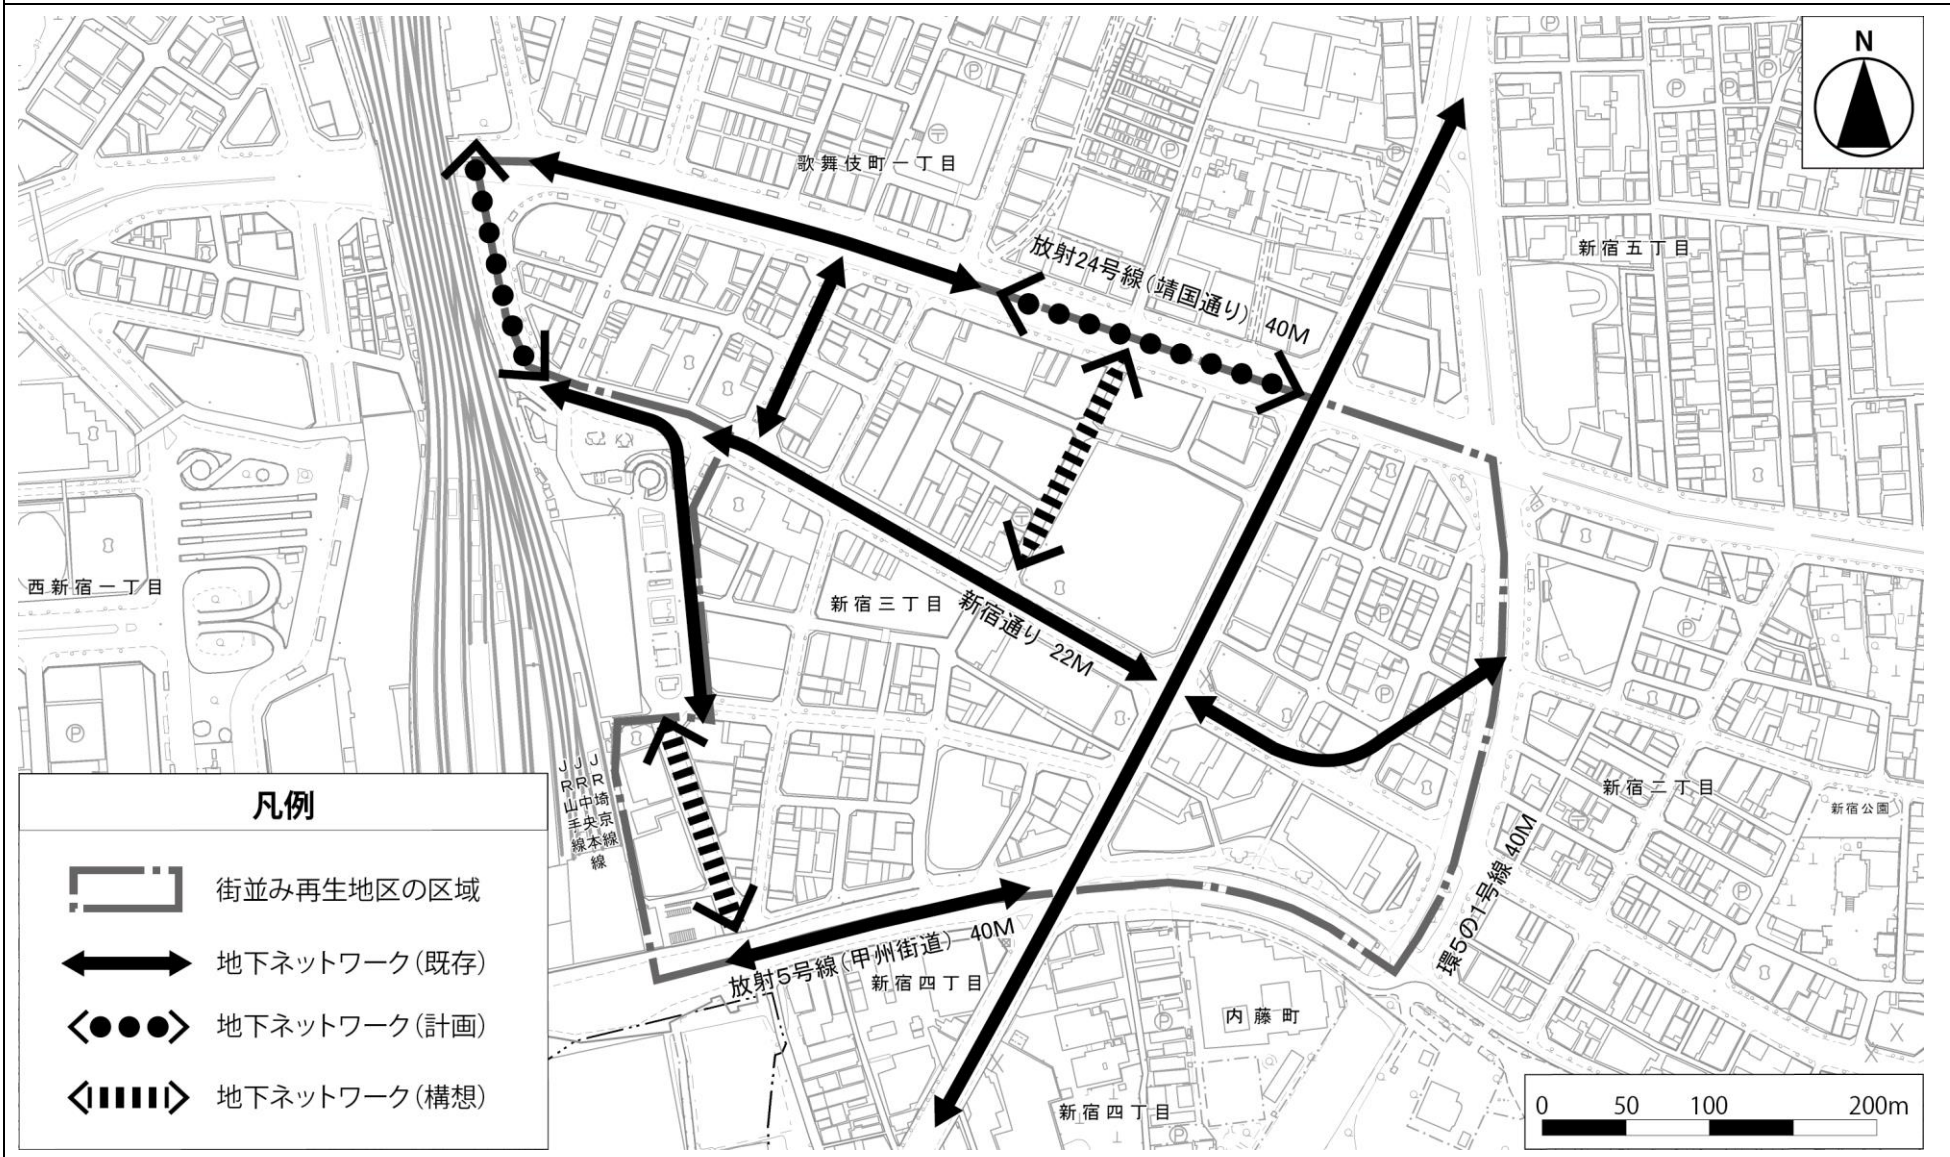 N
歌舞伎町一丁目
放射24号線(靖国通り) 40M
新宿五丁目
西新宿一丁目
新宿三丁目
新宿通り 22M
JR山手線
JR中央本線
JR埼京線
新宿二丁目
新宿公園
環5の1号線 40M
放射5号線(甲州街道) 40M
新宿四丁目
内藤町
新宿四丁目
凡例
街並み再生地区の区域
地下ネットワーク(既存)
地下ネットワーク(計画)
地下ネットワーク(構想)
0 50 100 200m